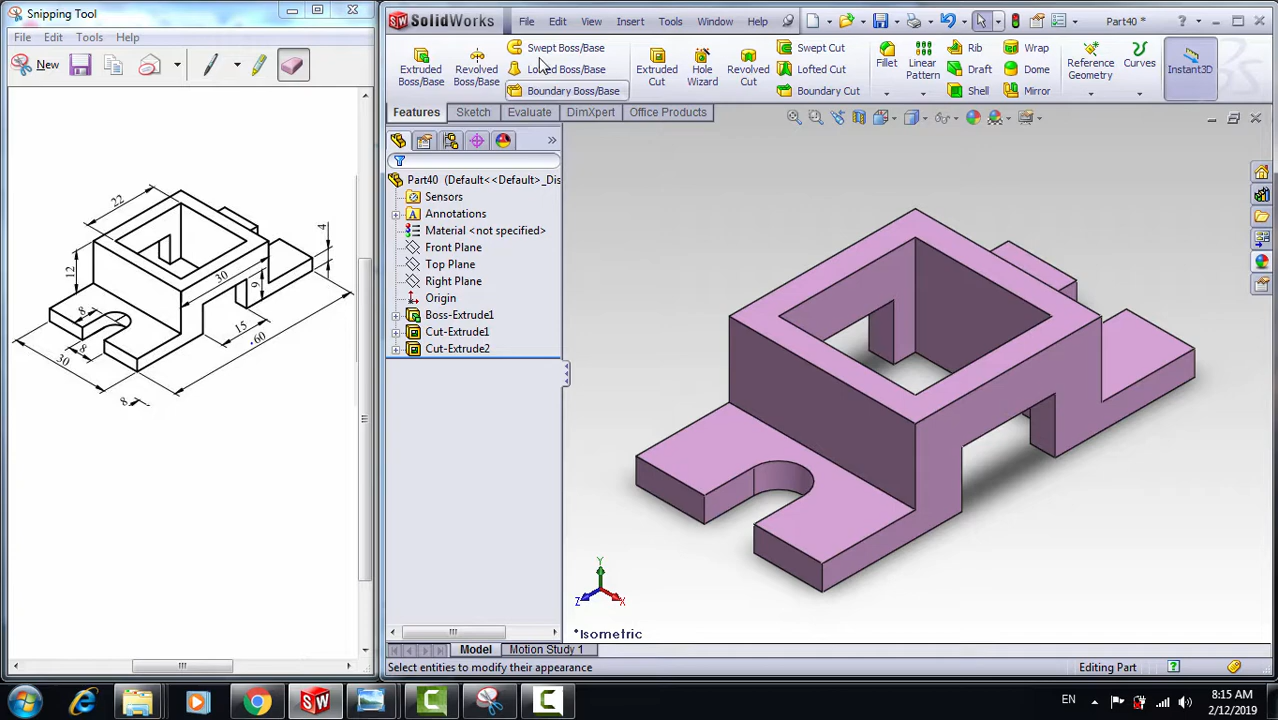 Snipping Tool
File Edit Tools Help
New
22
4
12
30
9
8
15
60
8
30
8
SolidWorks
File Edit View Insert Tools Window Help
Part40 *
Extruded Boss/Base
Revolved Boss/Base
Swept Boss/Base
Lofted Boss/Base
Boundary Boss/Base
Extruded Cut
Hole Wizard
Revolved Cut
Swept Cut
Lofted Cut
Boundary Cut
Fillet
Linear Pattern
Rib
Draft
Shell
Wrap
Dome
Mirror
Reference Geometry
Curves
Instant3D
Features Sketch Evaluate DimXpert Office Products
Part40 (Default<<Default>_Dis
Sensors
Annotations
Material <not specified>
Front Plane
Top Plane
Right Plane
Origin
Boss-Extrude1
Cut-Extrude1
Cut-Extrude2
Y
Z
X
*Isometric
Model Motion Study 1
Select entities to modify their appearance
Editing Part
EN
8:15 AM
2/12/2019